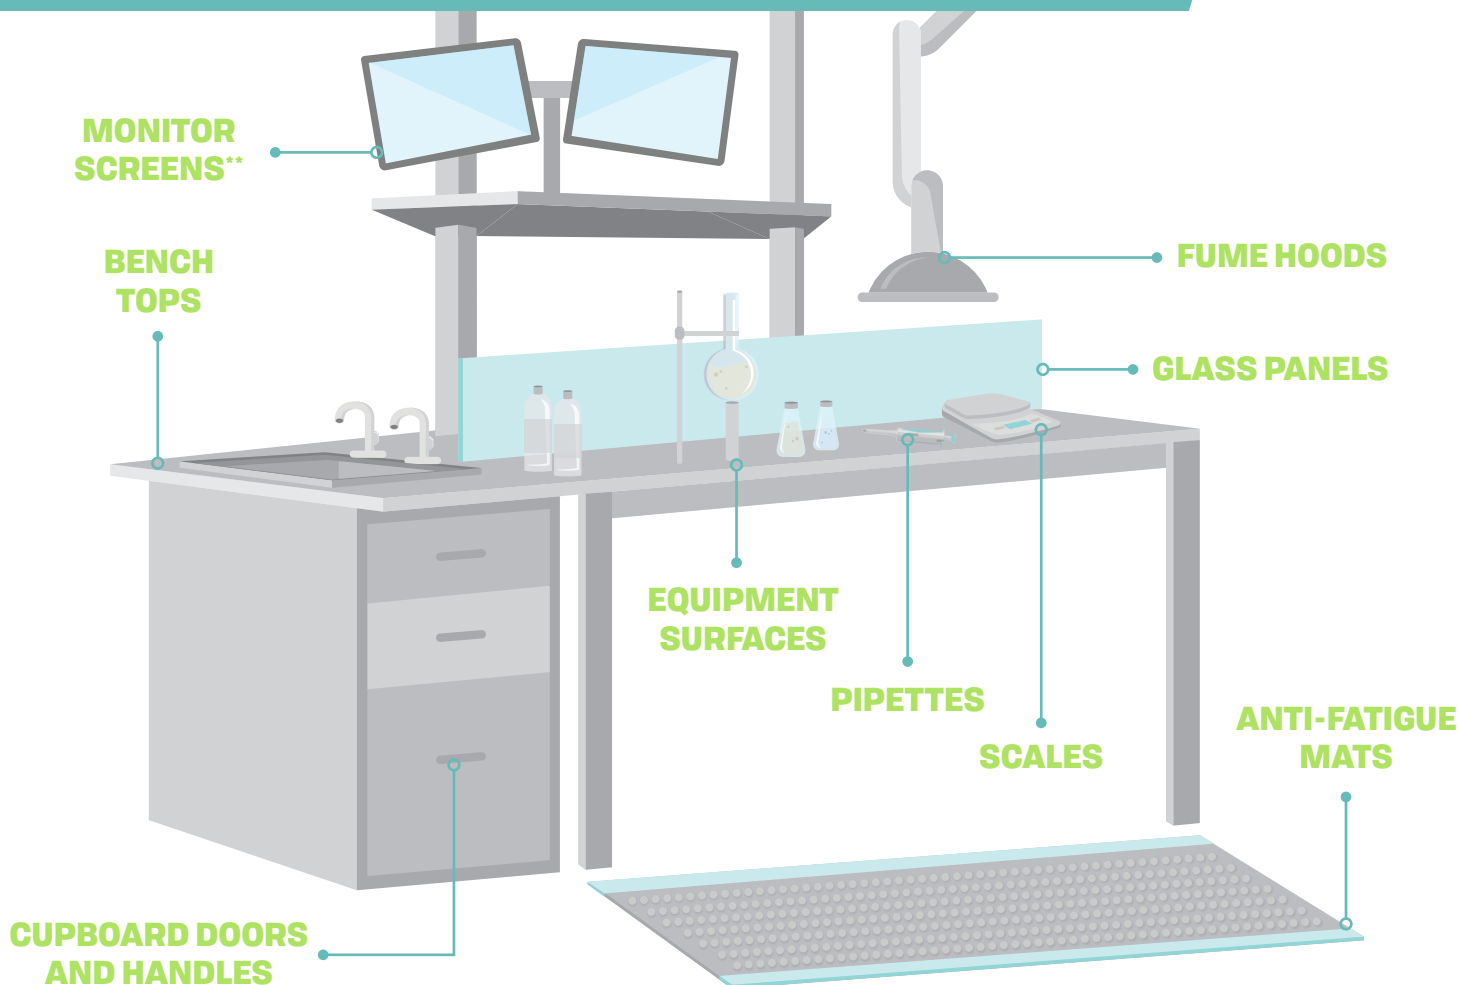 MONITOR
SCREENS**
BENCH
TOPS
FUME HOODS
GLASS PANELS
EQUIPMENT
SURFACES
PIPETTES
SCALES
ANTI-FATIGUE
MATS
CUPBOARD DOORS
AND HANDLES